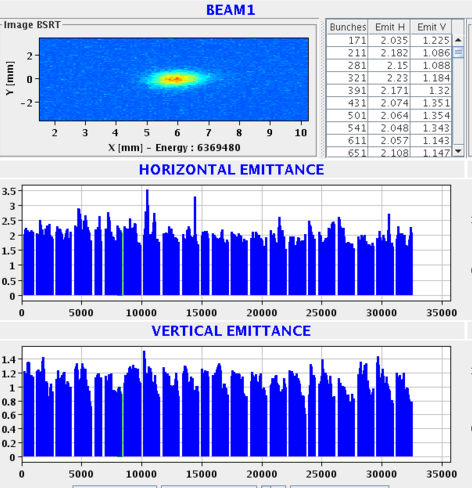 BEAM1
Image BSRT
Y [mm]
2
0
-2
2 3 4 5 6 7 8 9 10
X [mm] - Energy : 6369480
Bunches Emit H Emit V
171 2.035 1.225
211 2.182 1.086
281 2.15 1.088
321 2.23 1.184
391 2.171 1.32
431 2.074 1.351
501 2.064 1.354
541 2.048 1.343
611 2.057 1.143
651 2.108 1.147
HORIZONTAL EMITTANCE
3.5
3
2.5
2
1.5
1
0.5
0
0 5000 10000 15000 20000 25000 30000 35000
VERTICAL EMITTANCE
1.4
1.2
1
0.8
0.6
0.4
0.2
0
0 5000 10000 15000 20000 25000 30000 35000